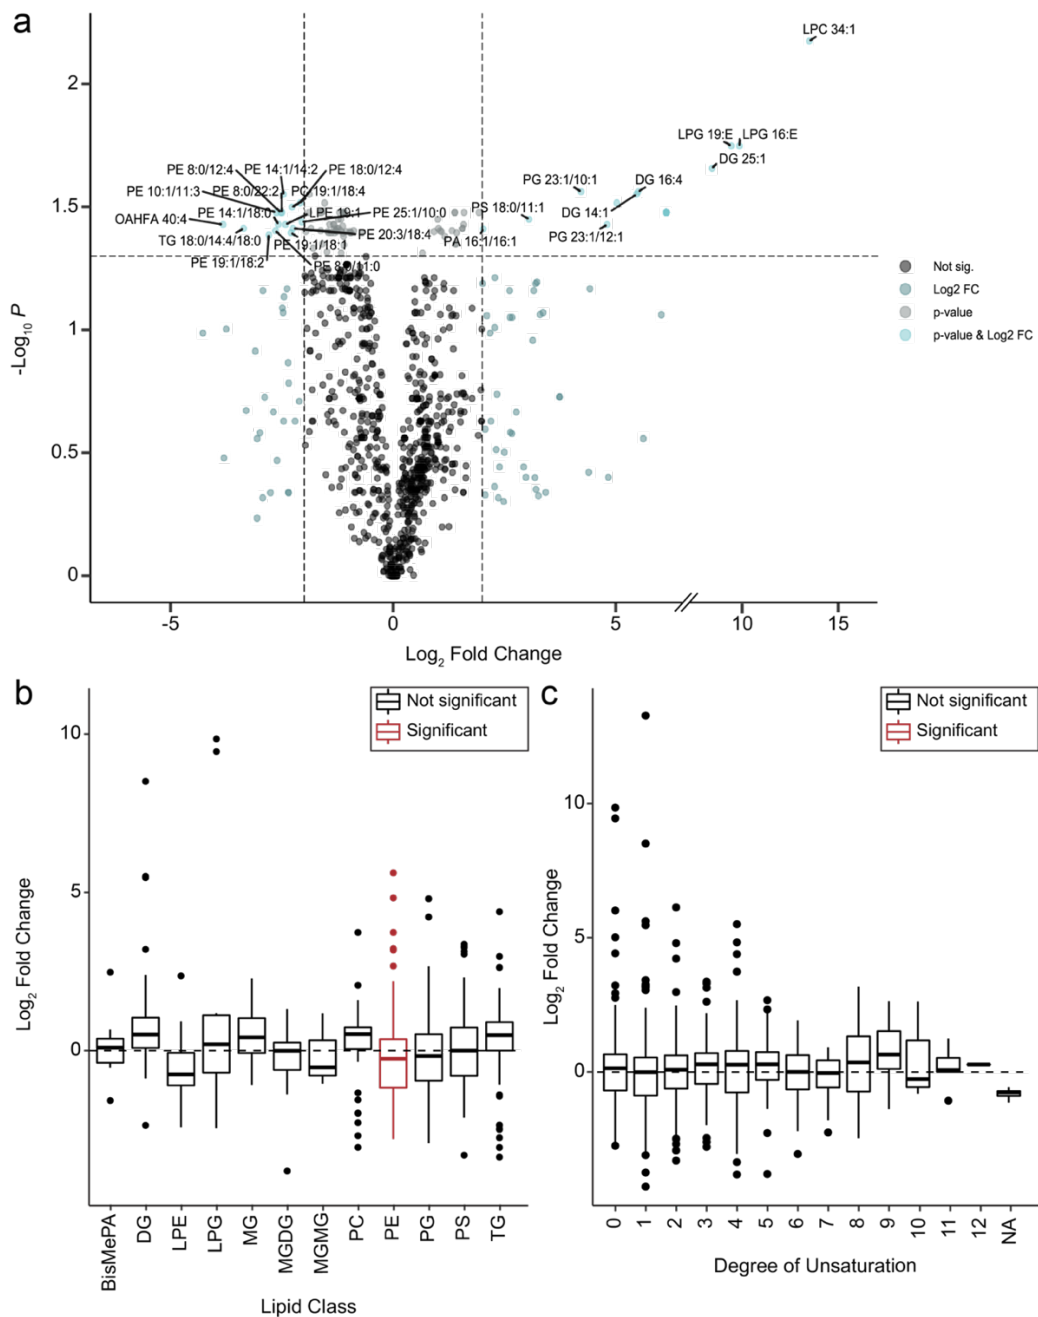 a
LPC 34:1
2
LPG 19:E LPG 16:E
DG 25:1
PE 8:0/12:4 PE 14:1/14:2 PE 18:0/12:4
PE 10:1/11:3 PE 8:0/22:2 PC 19:1/18:4
PG 23:1/10:1 DG 16:4
1.5
OAHFA 40:4 PE 14:1/18:0 LPE 19:1 PE 25:1/10:0
PS 18:0/11:1 DG 14:1
TG 18:0/14:4/18:0 PE 19:1/18:1 PE 20:3/18:4
PA 16:1/16:1 PG 23:1/12:1
PE 19:1/18:2 PE 8:0/11:0
Not sig.
Log2 FC
p-value
p-value & Log2 FC
-Log10 P
1
0.5
0
-5 0 5 10 15
Log2 Fold Change
b
Not significant
Significant
10
5
0
Log2 Fold Change
BisMePA DG LPE LPG MG MGDG MGMG PC PE PG PS TG
Lipid Class
c
Not significant
Significant
10
5
0
Log2 Fold Change
0 1 2 3 4 5 6 7 8 9 10 11 12 NA
Degree of Unsaturation